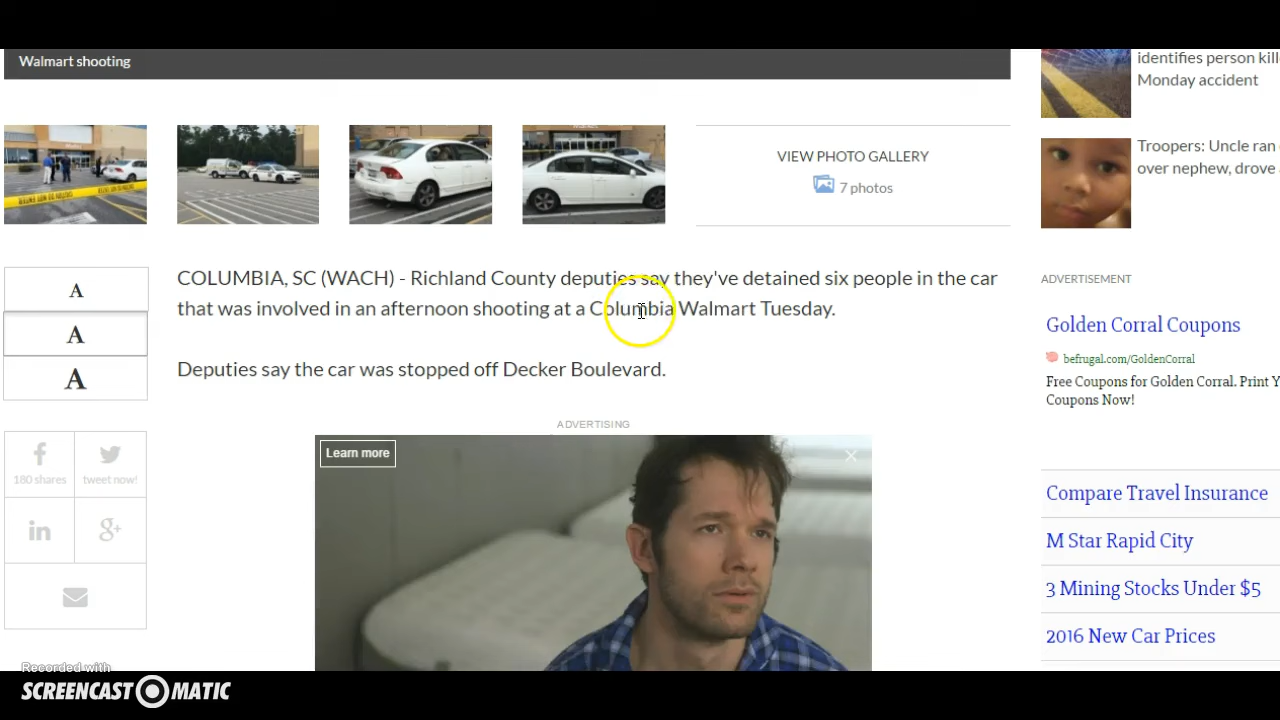 Walmart shooting
identifies person kille
Monday accident
Troopers: Uncle ran
over nephew, drove
VIEW PHOTO GALLERY
7 photos
COLUMBIA, SC (WACH) - Richland County deputies say they've detained six people in the car
that was involved in an afternoon shooting at a Columbia Walmart Tuesday.
Deputies say the car was stopped off Decker Boulevard.
A
A
A
180 shares
tweet now!
in
g+
ADVERTISING
Learn more
ADVERTISEMENT
Golden Corral Coupons
befrugal.com/GoldenCorral
Free Coupons for Golden Corral. Print Y
Coupons Now!
Compare Travel Insurance
M Star Rapid City
3 Mining Stocks Under $5
2016 New Car Prices
Recorded with
SCREENCAST O MATIC